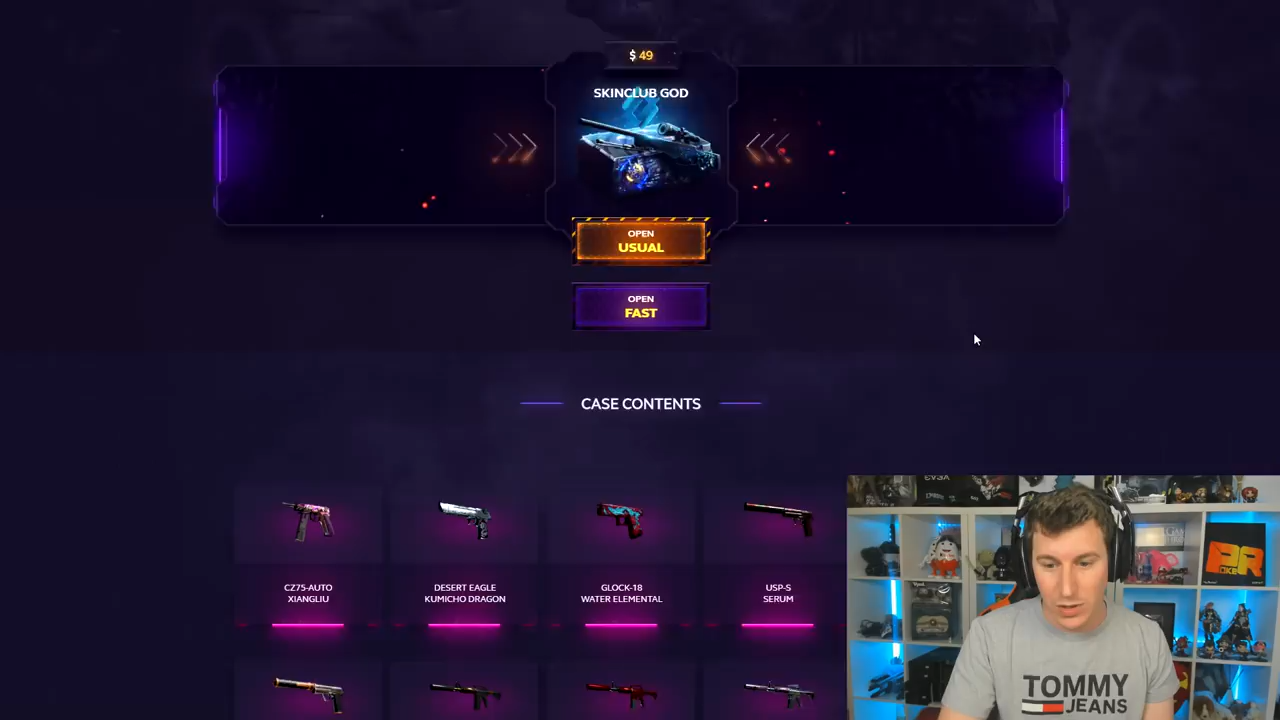 $ 49
SKINCLUB GOD
OPEN
USUAL
OPEN
FAST
CASE CONTENTS
CZ75-AUTO
XIANGLIU
DESERT EAGLE
KUMICHO DRAGON
GLOCK-18
WATER ELEMENTAL
USP-S
SERUM
EVGA
TOMMY
JEANS